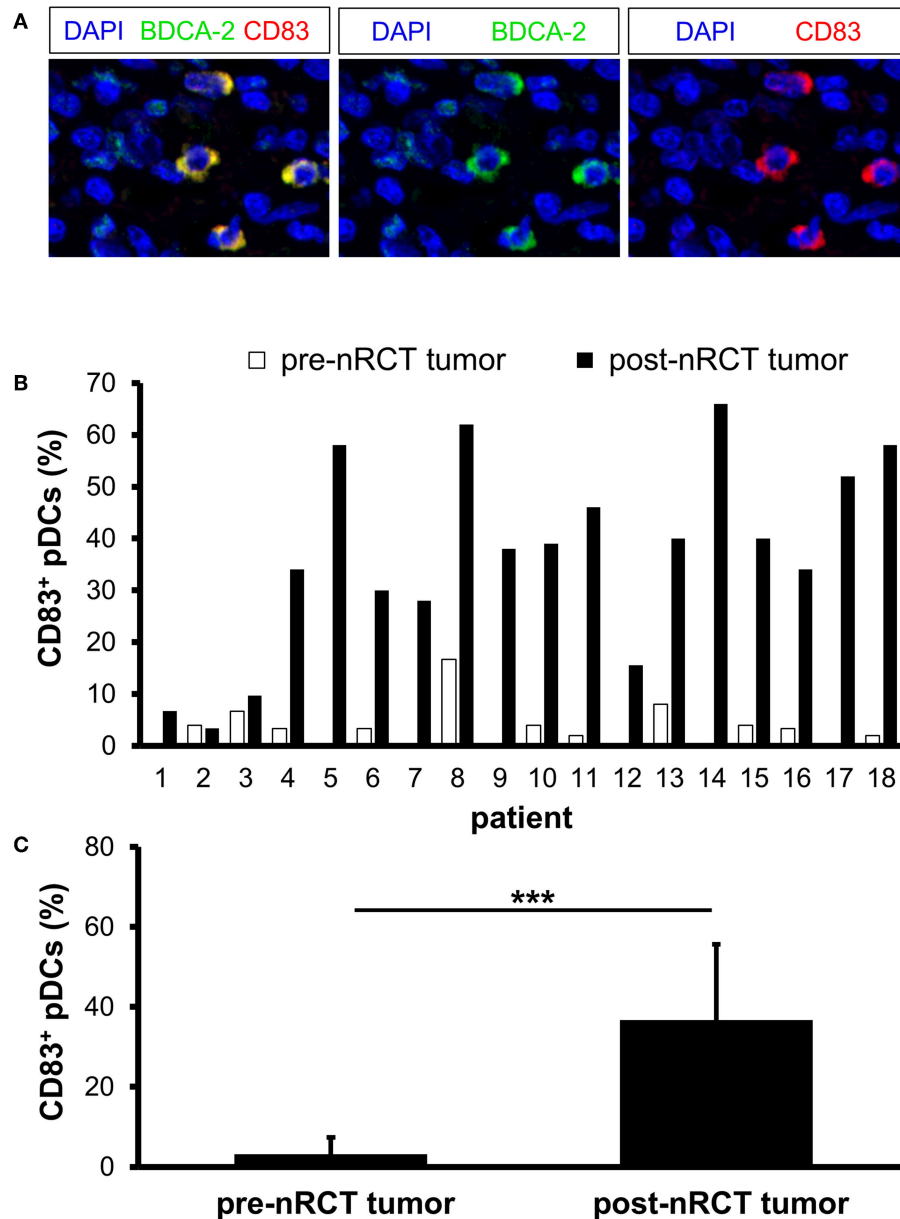 A
DAPI BDCA-2 CD83
DAPI BDCA-2
DAPI CD83
B
pre-nRCT tumor post-nRCT tumor
CD83⁺ pDCs (%)
70
60
50
40
30
20
10
0
1 2 3 4 5 6 7 8 9 10 11 12 13 14 15 16 17 18
patient
C
CD83⁺ pDCs (%)
80
60
40
20
0
***
pre-nRCT tumor post-nRCT tumor